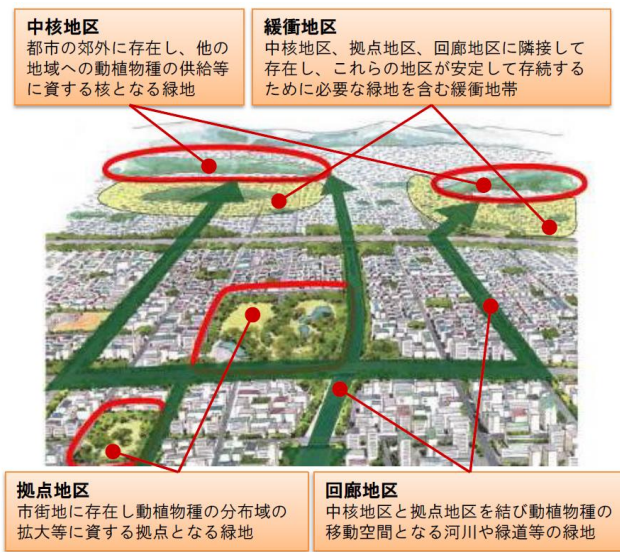 中核地区
都市の郊外に存在し、他の
地域への動植物種の供給等
に資する核となる緑地
緩衝地区
中核地区、拠点地区、回廊地区に隣接して
存在し、これらの地区が安定して存続する
ために必要な緑地を含む緩衝地帯
拠点地区
市街地に存在し動植物種の分布域の
拡大等に資する拠点となる緑地
回廊地区
中核地区と拠点地区を結び動植物種の
移動空間となる河川や緑道等の緑地